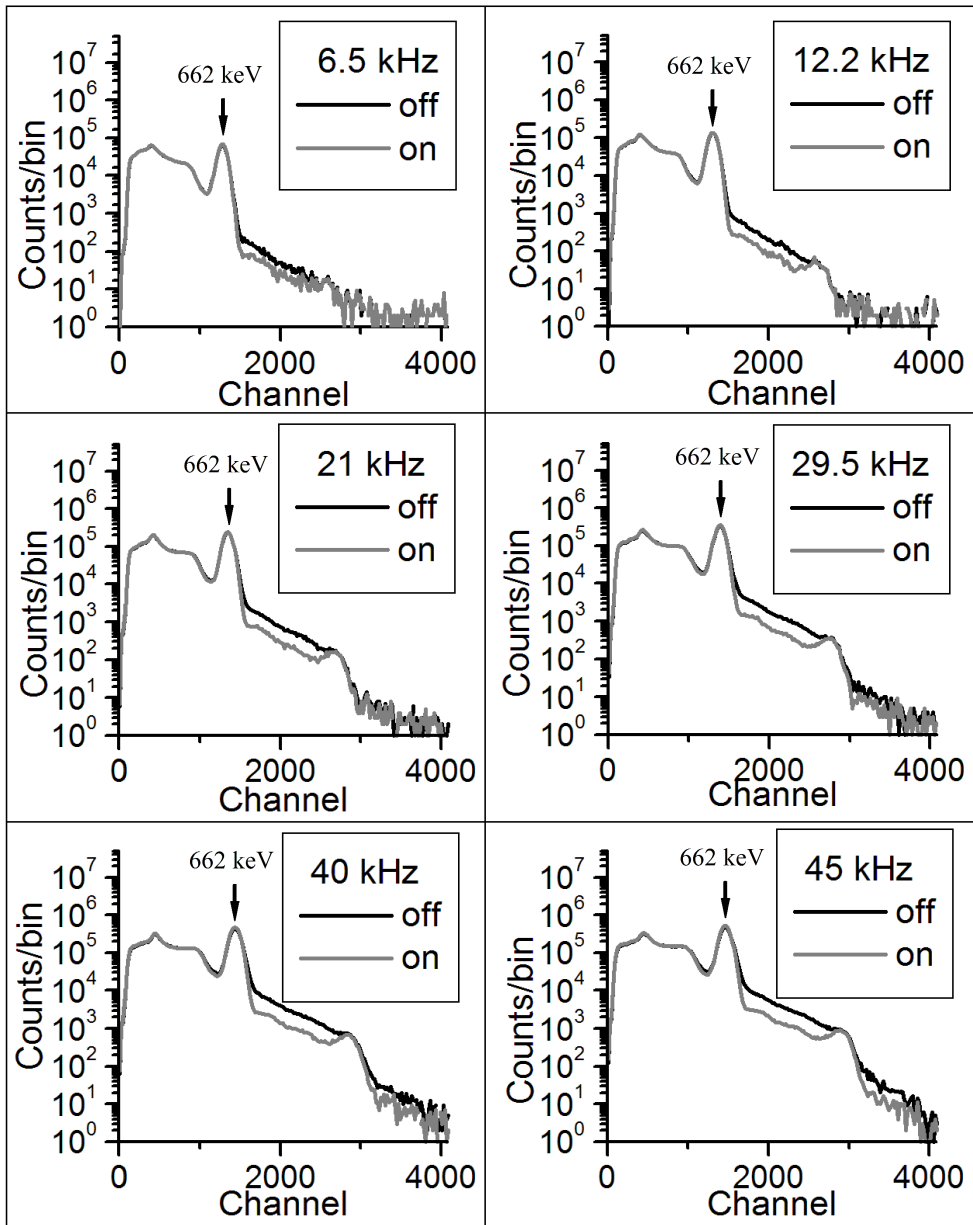 6.5 kHz
off
on
662 keV
Counts/bin
10^7
10^6
10^5
10^4
10^3
10^2
10^1
10^0
0 2000 4000
Channel
12.2 kHz
off
on
662 keV
Counts/bin
10^7
10^6
10^5
10^4
10^3
10^2
10^1
10^0
0 2000 4000
Channel
21 kHz
off
on
662 keV
Counts/bin
10^7
10^6
10^5
10^4
10^3
10^2
10^1
10^0
0 2000 4000
Channel
29.5 kHz
off
on
662 keV
Counts/bin
10^7
10^6
10^5
10^4
10^3
10^2
10^1
10^0
0 2000 4000
Channel
40 kHz
off
on
662 keV
Counts/bin
10^7
10^6
10^5
10^4
10^3
10^2
10^1
10^0
0 2000 4000
Channel
45 kHz
off
on
662 keV
Counts/bin
10^7
10^6
10^5
10^4
10^3
10^2
10^1
10^0
0 2000 4000
Channel